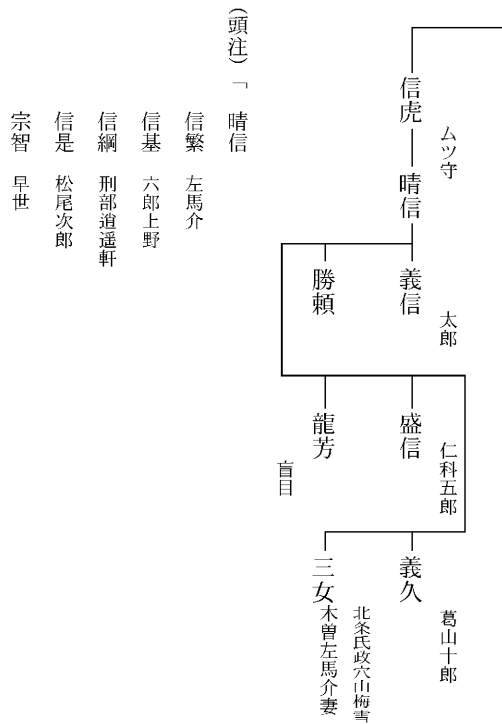 ムツ守
信虎
晴信
太郎
義信
勝頼
仁科五郎
盛信
龍芳
盲目
葛山十郎
義久
三女
北条氏政穴山梅雪
木曽左馬介妻
(頭注)「晴信
信繁 左馬介
信基 六郎上野
信綱 刑部逍遥軒
信是 松尾次郎
宗智 早世